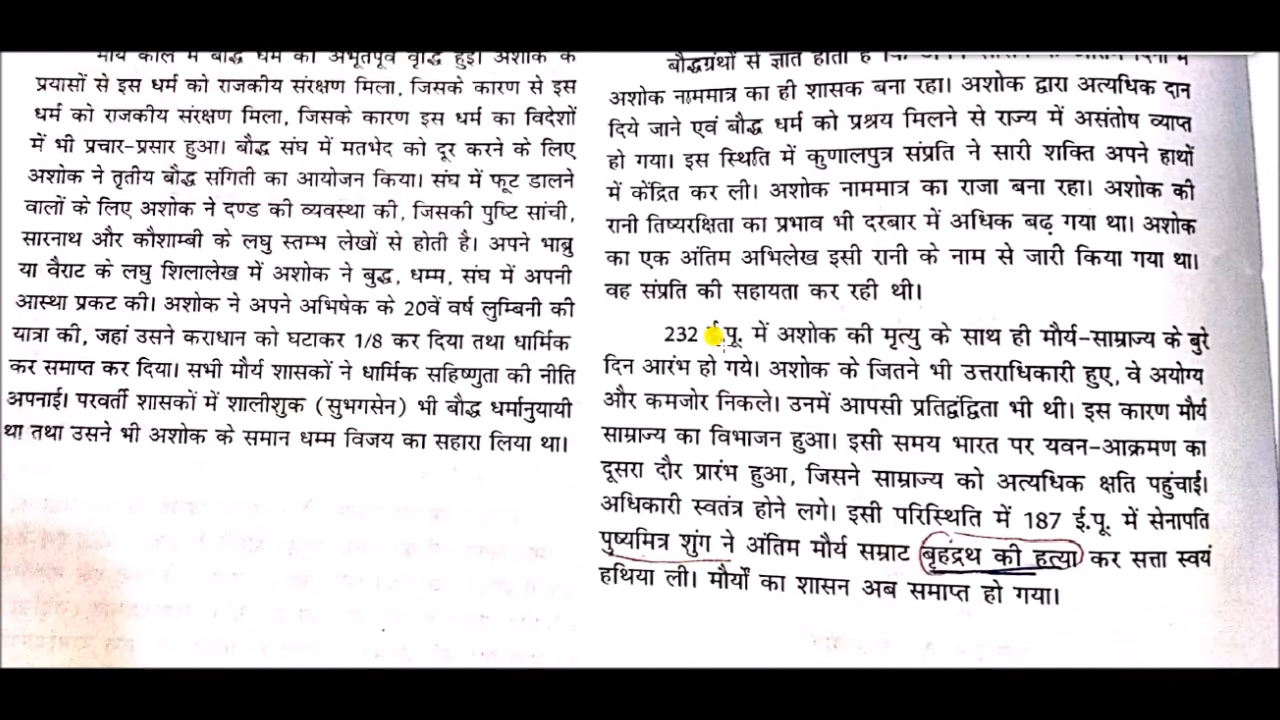 मौर्य काल में बौद्ध धर्म की अभूतपूर्व वृद्धि हुई। अशोक के
प्रयासों से इस धर्म को राजकीय संरक्षण मिला, जिसके कारण से इस
धर्म को राजकीय संरक्षण मिला, जिसके कारण इस धर्म का विदेशों
में भी प्रचार-प्रसार हुआ। बौद्ध संघ में मतभेद को दूर करने के लिए
अशोक ने तृतीय बौद्ध संगिती का आयोजन किया। संघ में फूट डालने
वालों के लिए अशोक ने दण्ड की व्यवस्था की, जिसकी पुष्टि सांची,
सारनाथ और कौशाम्बी के लघु स्तम्भ लेखों से होती है। अपने भाब्रु
या वैराट के लघु शिलालेख में अशोक ने बुद्ध, धम्म, संघ में अपनी
आस्था प्रकट की। अशोक ने अपने अभिषेक के 20वें वर्ष लुम्बिनी की
यात्रा की, जहां उसने कराधान को घटाकर 1/8 कर दिया तथा धार्मिक
कर समाप्त कर दिया। सभी मौर्य शासकों ने धार्मिक सहिष्णुता की नीति
अपनाई। परवर्ती शासकों में शालीशुक (सुभगसेन) भी बौद्ध धर्मानुयायी
था तथा उसने भी अशोक के समान धम्म विजय का सहारा लिया था।
बौद्धग्रंथों से ज्ञात होता है
अशोक नाममात्र का ही शासक बना रहा। अशोक द्वारा अत्यधिक दान
दिये जाने एवं बौद्ध धर्म को प्रश्रय मिलने से राज्य में असंतोष व्याप्त
हो गया। इस स्थिति में कुणालपुत्र संप्रति ने सारी शक्ति अपने हाथों
में केंद्रित कर ली। अशोक नाममात्र का राजा बना रहा। अशोक की
रानी तिष्यरक्षिता का प्रभाव भी दरबार में अधिक बढ़ गया था। अशोक
का एक अंतिम अभिलेख इसी रानी के नाम से जारी किया गया था।
वह संप्रति की सहायता कर रही थी।
232 ई.पू. में अशोक की मृत्यु के साथ ही मौर्य-साम्राज्य के बुरे
दिन आरंभ हो गये। अशोक के जितने भी उत्तराधिकारी हुए, वे अयोग्य
और कमजोर निकले। उनमें आपसी प्रतिद्वंद्विता भी थी। इस कारण मौर्य
साम्राज्य का विभाजन हुआ। इसी समय भारत पर यवन-आक्रमण का
दूसरा दौर प्रारंभ हुआ, जिसने साम्राज्य को अत्यधिक क्षति पहुंचाई।
अधिकारी स्वतंत्र होने लगे। इसी परिस्थिति में 187 ई.पू. में सेनापति
पुष्यमित्र शुंग ने अंतिम मौर्य सम्राट बृहद्रथ की हत्या कर सत्ता स्वयं
हथिया ली। मौर्यों का शासन अब समाप्त हो गया।